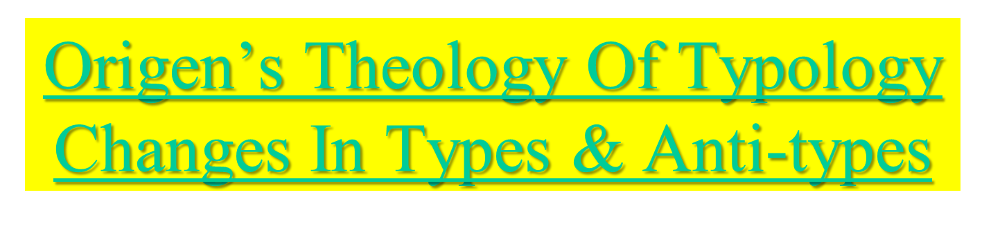 Origen’s Theology Of Typology
Changes In Types & Anti-types